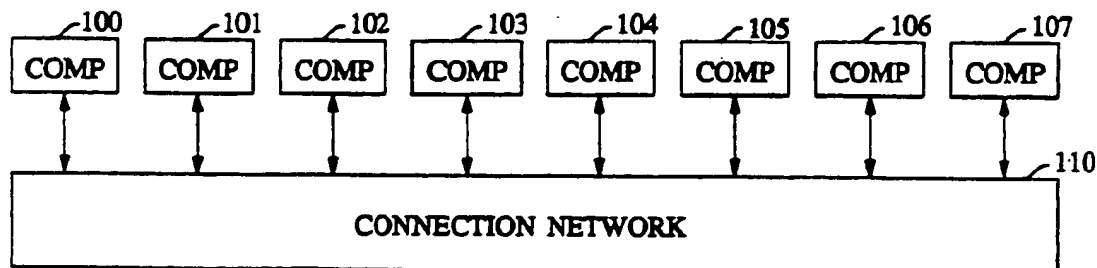 100 101 102 103 104 105 106 107
COMP COMP COMP COMP COMP COMP COMP COMP
110
CONNECTION NETWORK